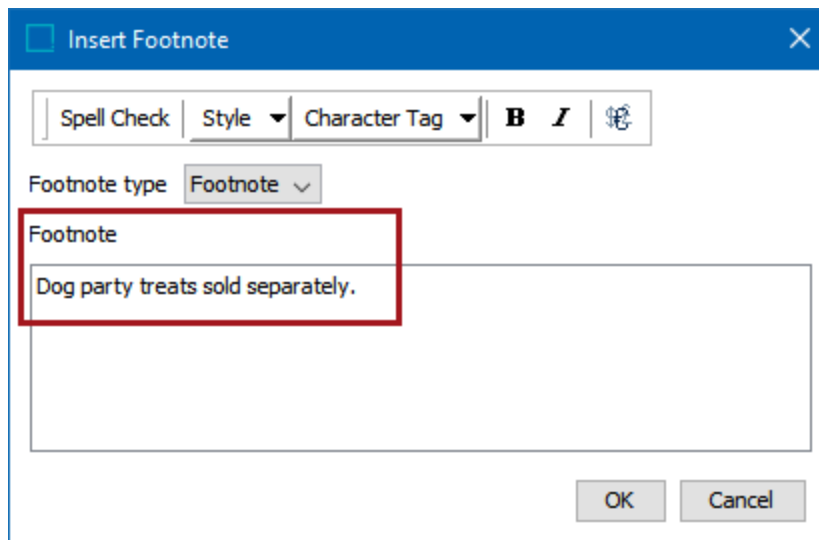 Insert Footnote
Spell Check Style Character Tag B I
Footnote type Footnote
Footnote
Dog party treats sold separately.
OK Cancel